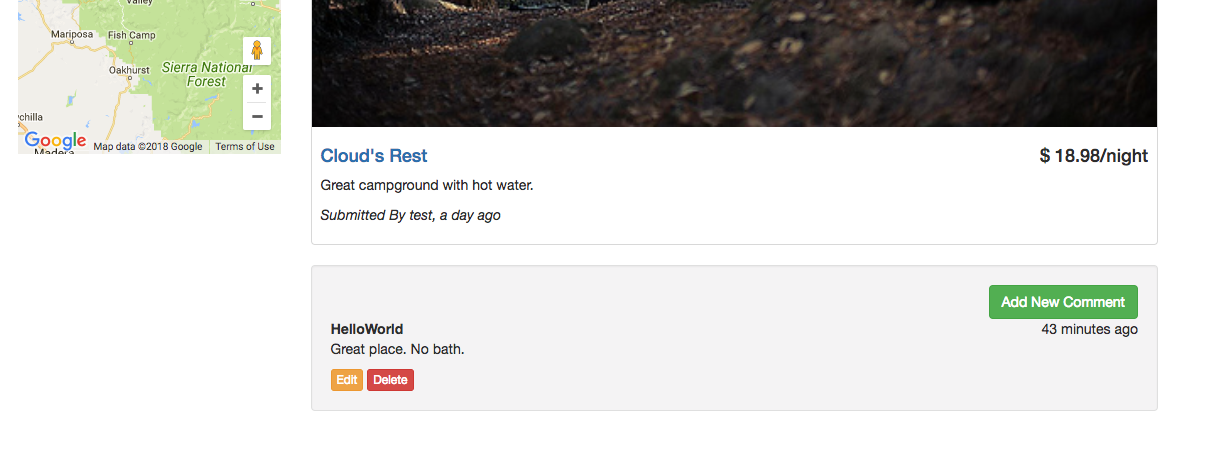 Valley
Mariposa
Fish Camp
Oakhurst
Sierra National
Forest
+
−
chilla
Google
Madera
Map data ©2018 Google
Terms of Use
Cloud's Rest
$ 18.98/night
Great campground with hot water.
Submitted By test, a day ago
Add New Comment
HelloWorld
43 minutes ago
Great place. No bath.
Edit Delete